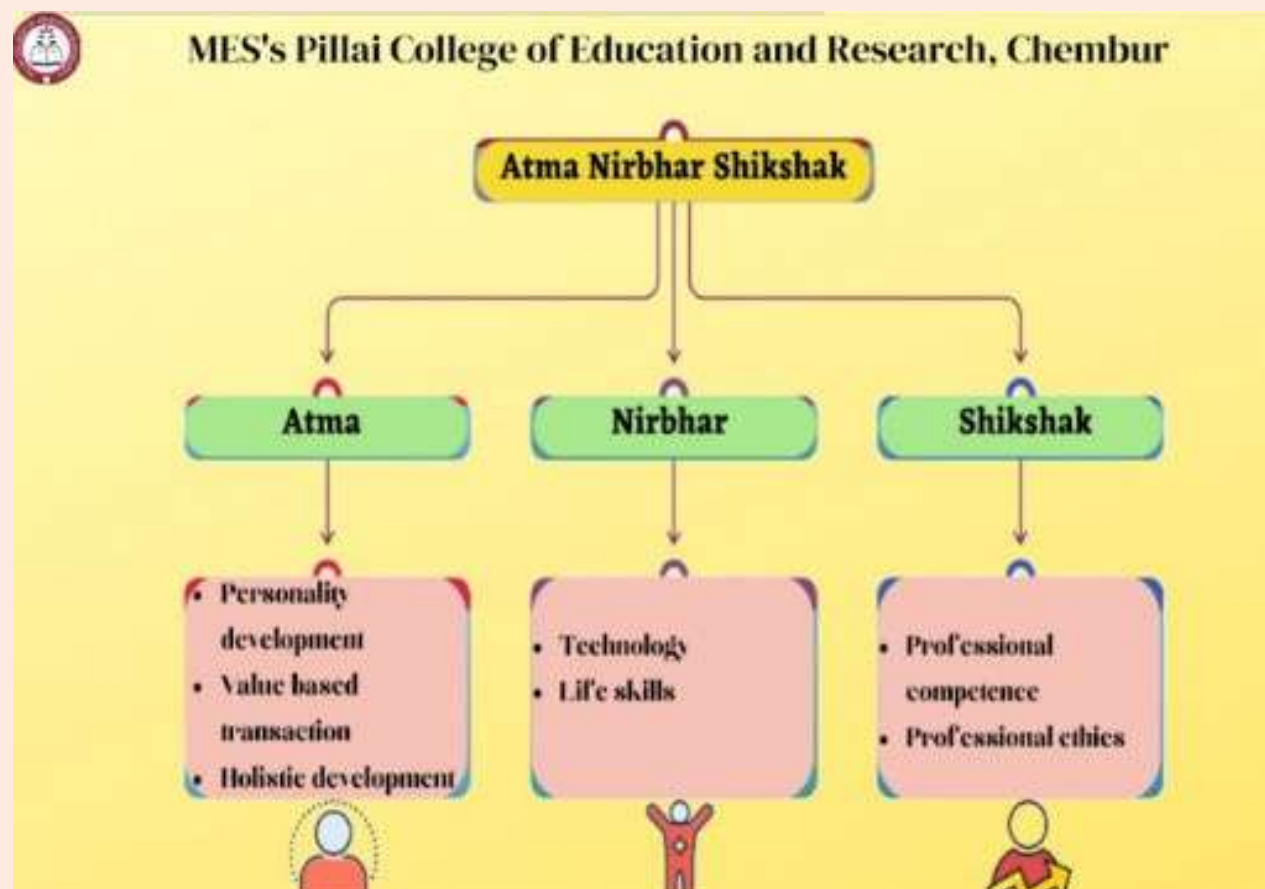 MES's Pillai College of Education and Research, Chembur
Atma Nirbhar Shikshak
Atma
Nirbhar
Shikshak
• Personality
development
• Value based
transaction
• Holistic development
• Technology
• Life skills
• Professional
competence
• Professional ethics